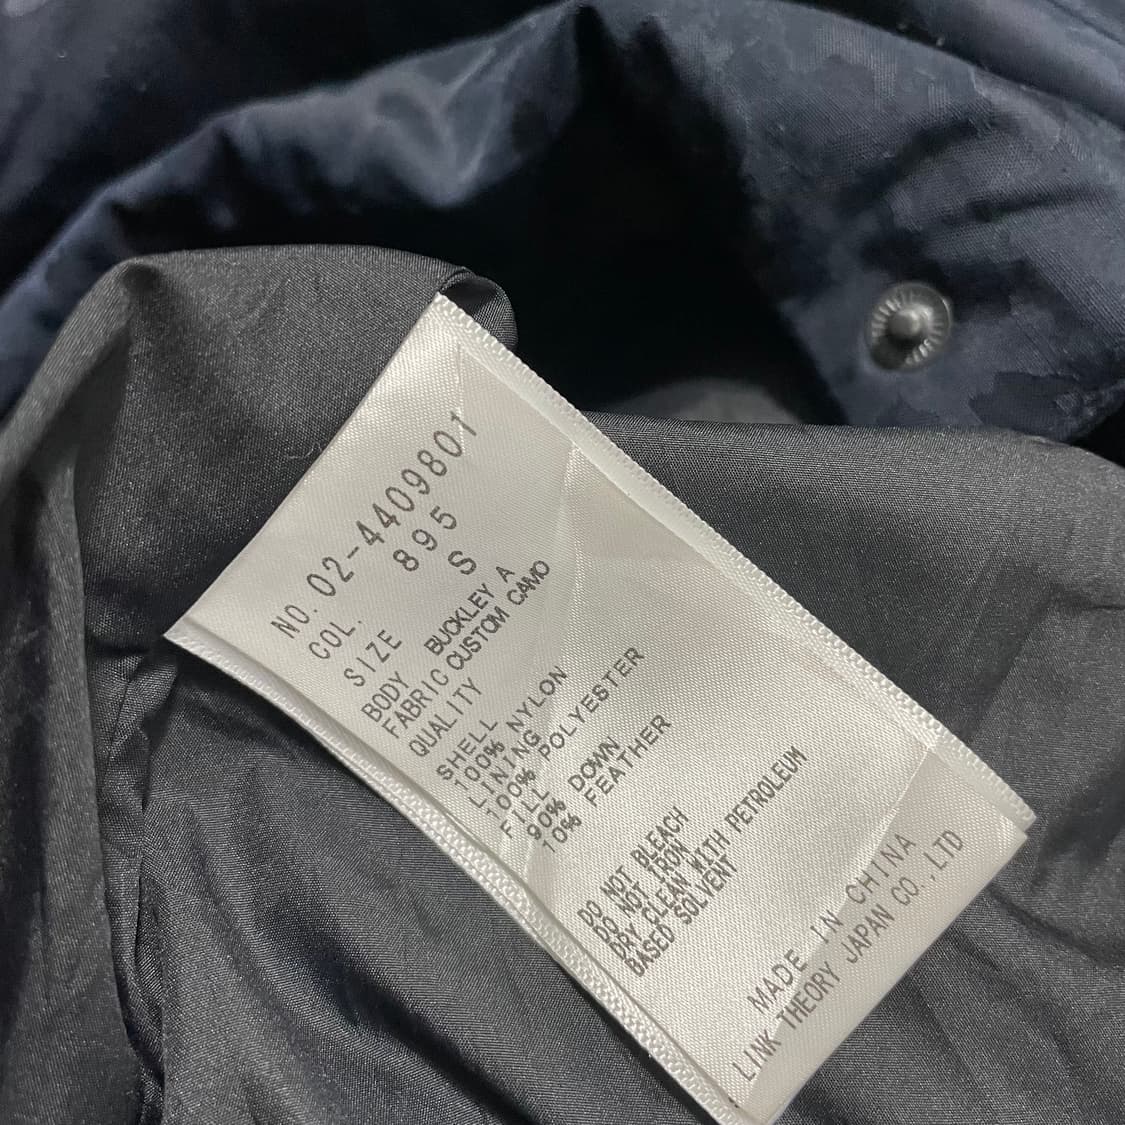 NO. 02-4409801
COL. 895
SIZE S
BODY BUCKLEY A
FABRIC CUSTOM CAMO
QUALITY
SHELL
100% NYLON
LINING
100% POLYESTER
FILL
90% DOWN
10% FEATHER
DO NOT BLEACH
DO NOT IRON
DRY CLEAN WITH PETROLEUM
BASED SOLVENT
MADE IN CHINA
LINK THEORY JAPAN CO.,LTD